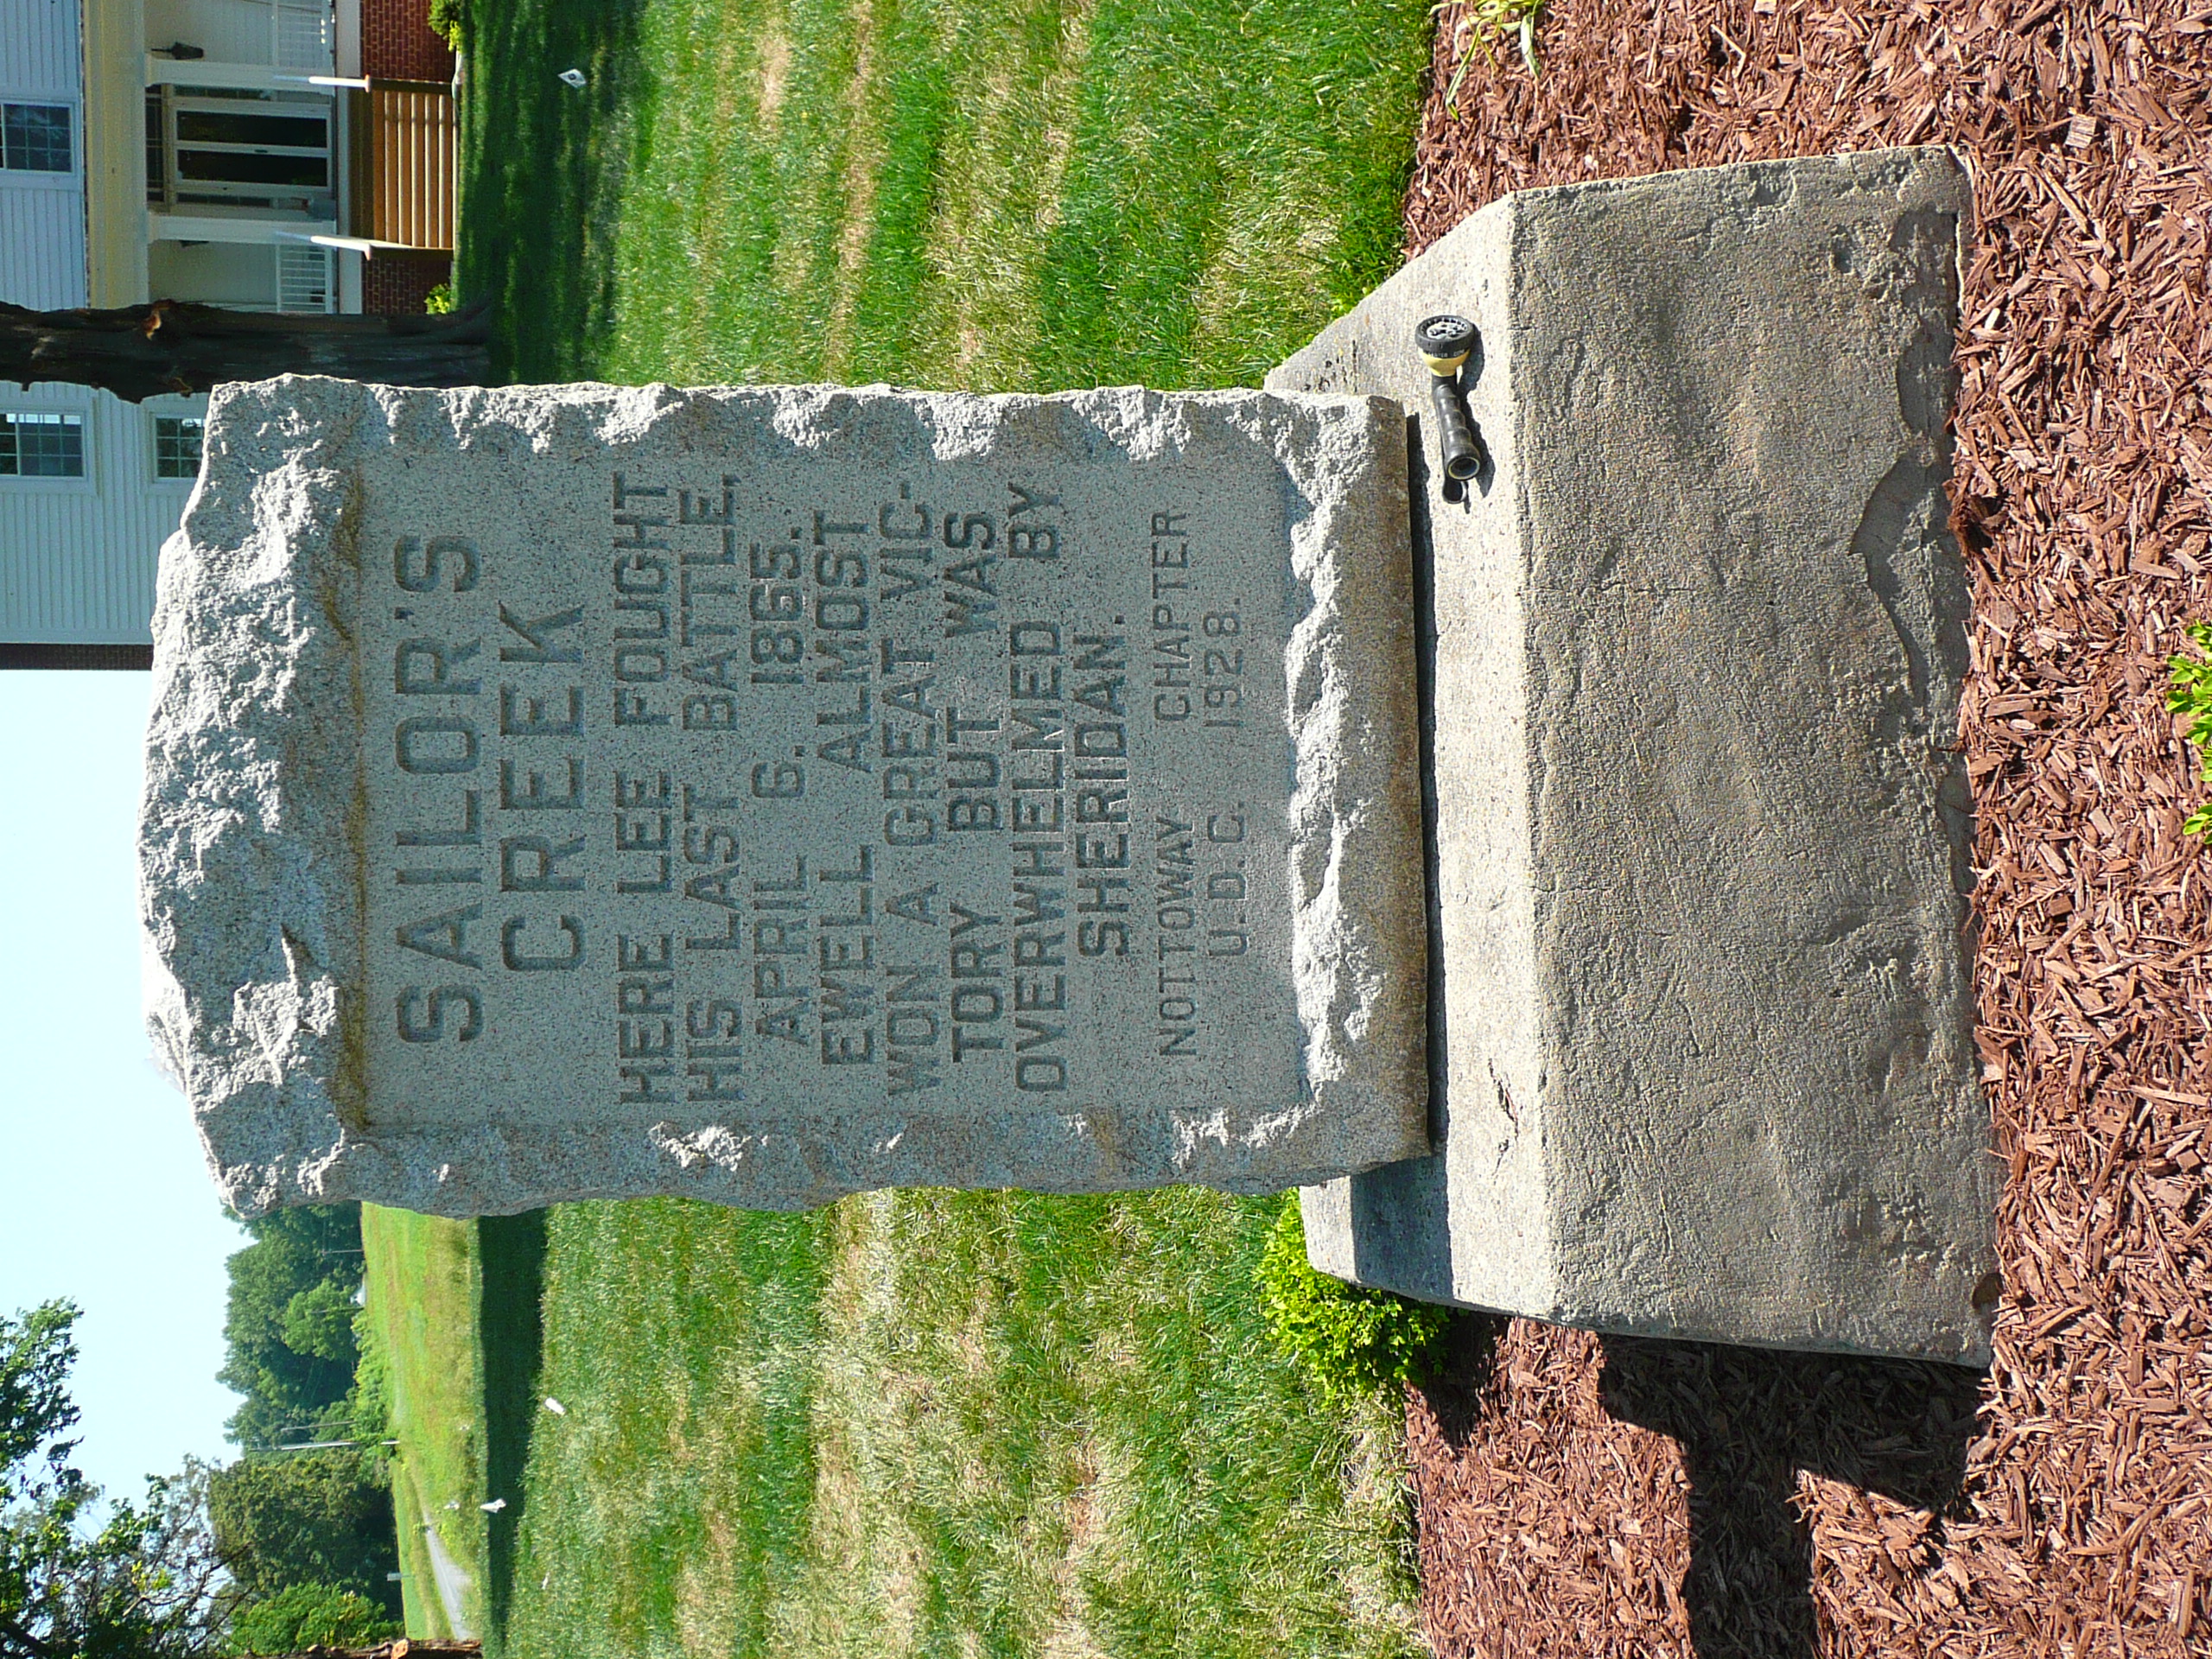 SAILOR'S
CREEK
HERE LEE FOUGHT
HIS LAST BATTLE,
APRIL 6. 1865.
EWELL ALMOST
WON A GREAT VIC-
TORY BUT WAS
OVERWHELMED BY
SHERIDAN.
NOTTOWAY CHAPTER
U.D.C. 1928.